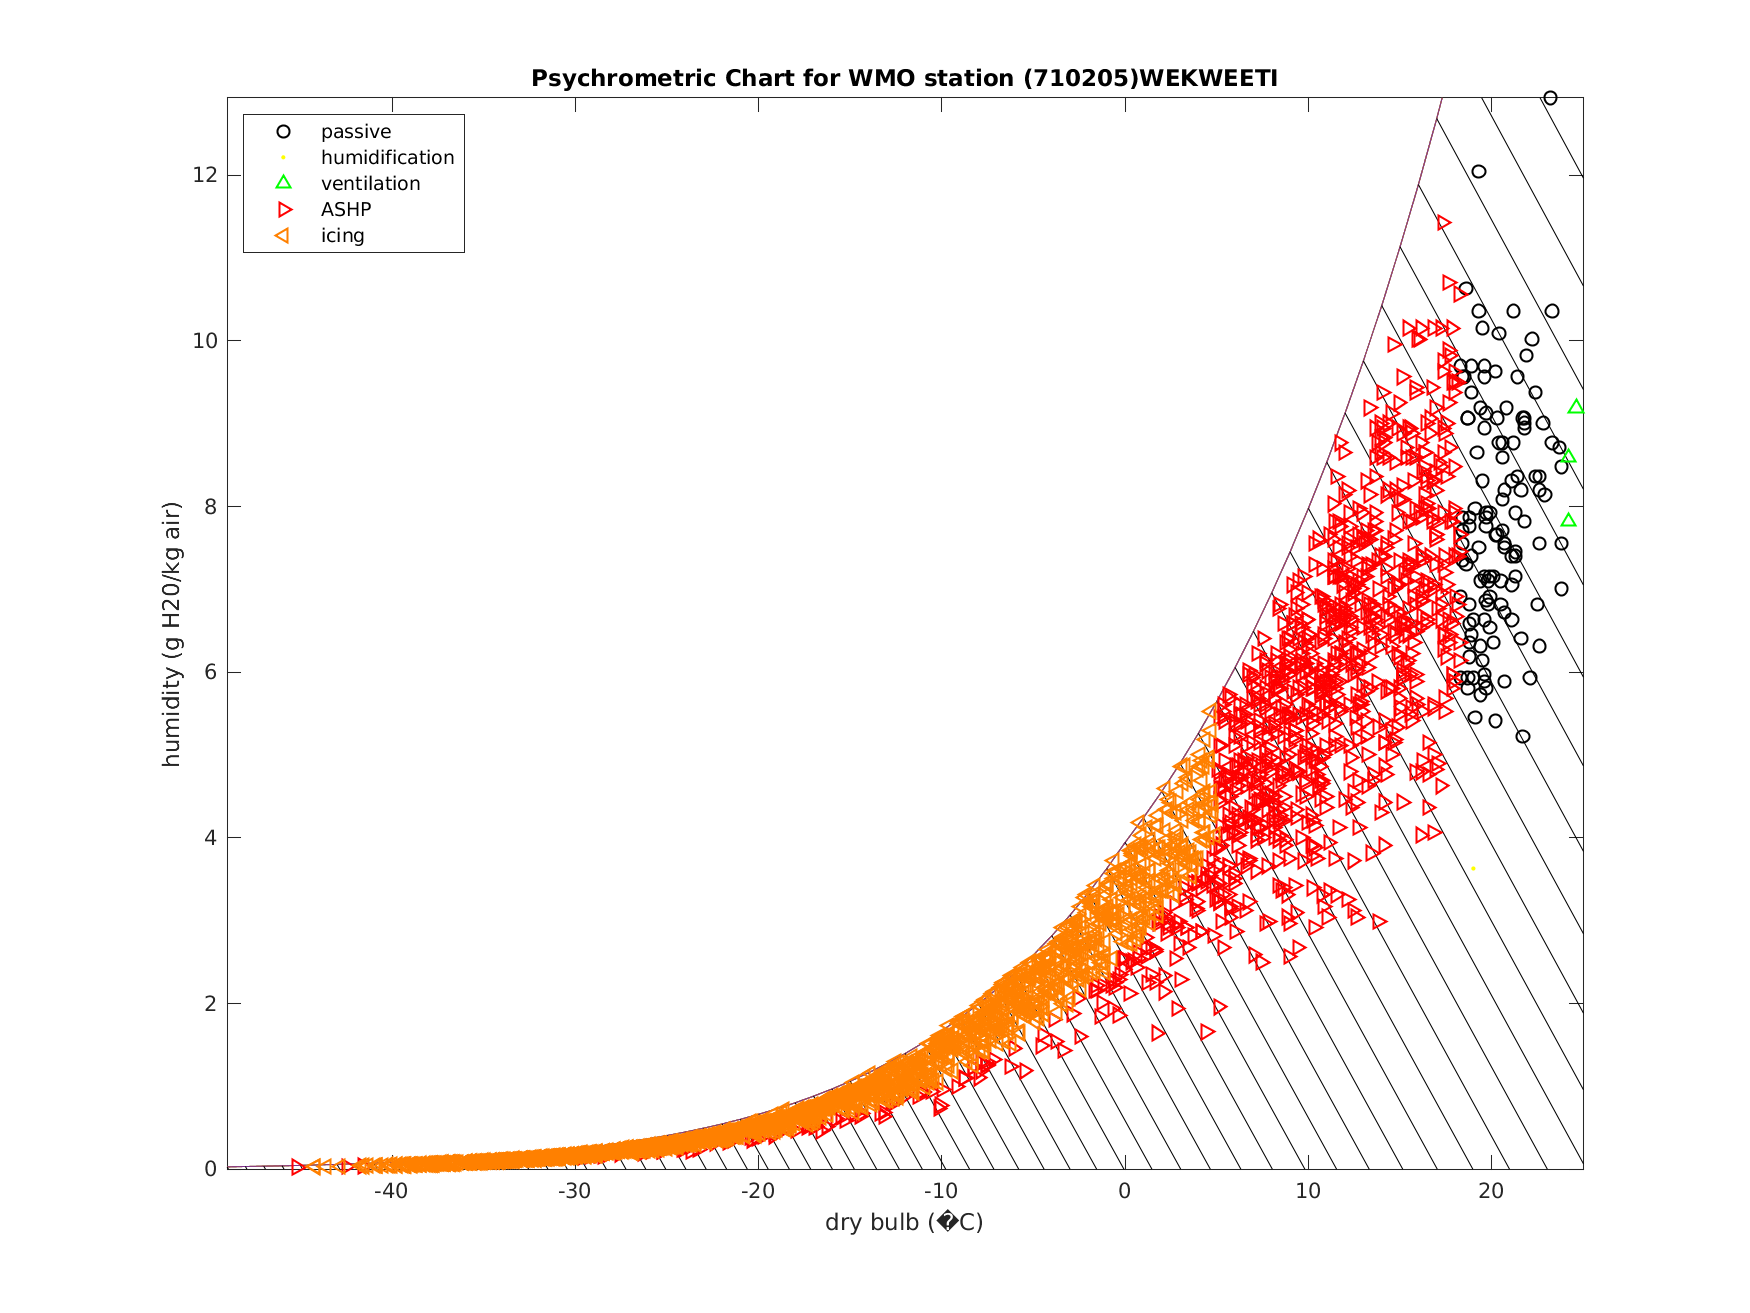 Psychrometric Chart for WMO station (710205)WEKWEETI
passive
humidification
ventilation
ASHP
icing
humidity (g H20/kg air)
12
10
8
6
4
2
0
-40 -30 -20 -10 0 10 20
dry bulb (�C)